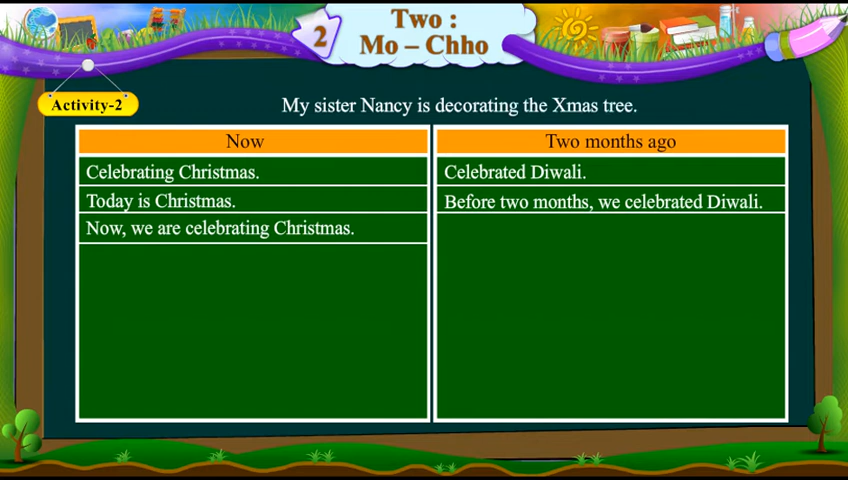 2
Two :
Mo – Chho
Activity-2
My sister Nancy is decorating the Xmas tree.
Now
Two months ago
Celebrating Christmas.
Celebrated Diwali.
Today is Christmas.
Before two months, we celebrated Diwali.
Now, we are celebrating Christmas.